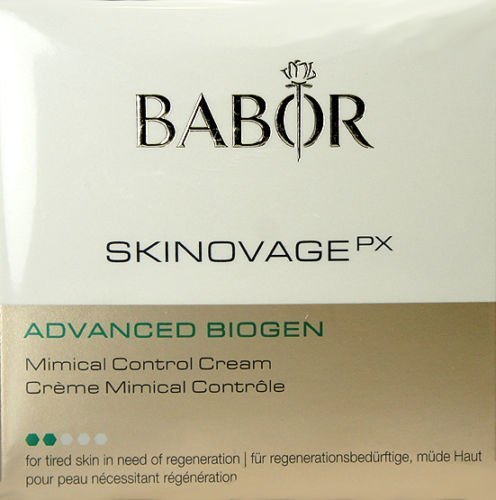 BABOR
SKINOVAGE PX
ADVANCED BIOGEN
Mimical Control Cream
Crème Mimical Contrôle
for tired skin in need of regeneration | für regenerationsbedürftige, müde Haut
pour peau nécessitant régénération